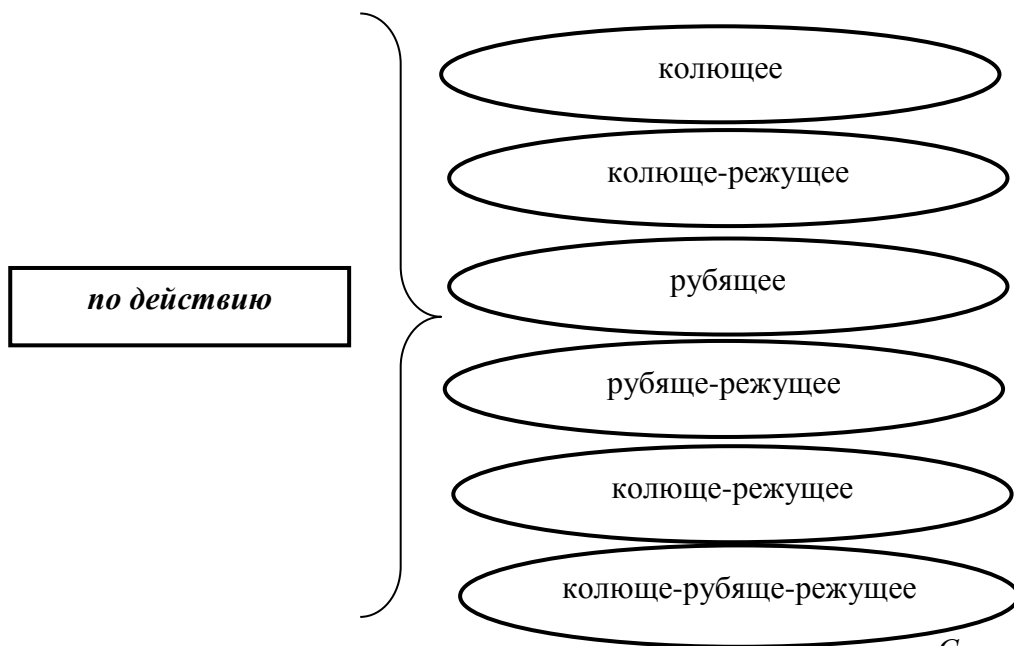 колющее
колюще-режущее
по действию
рубящее
рубяще-режущее
колюще-режущее
колюще-рубяще-режущее